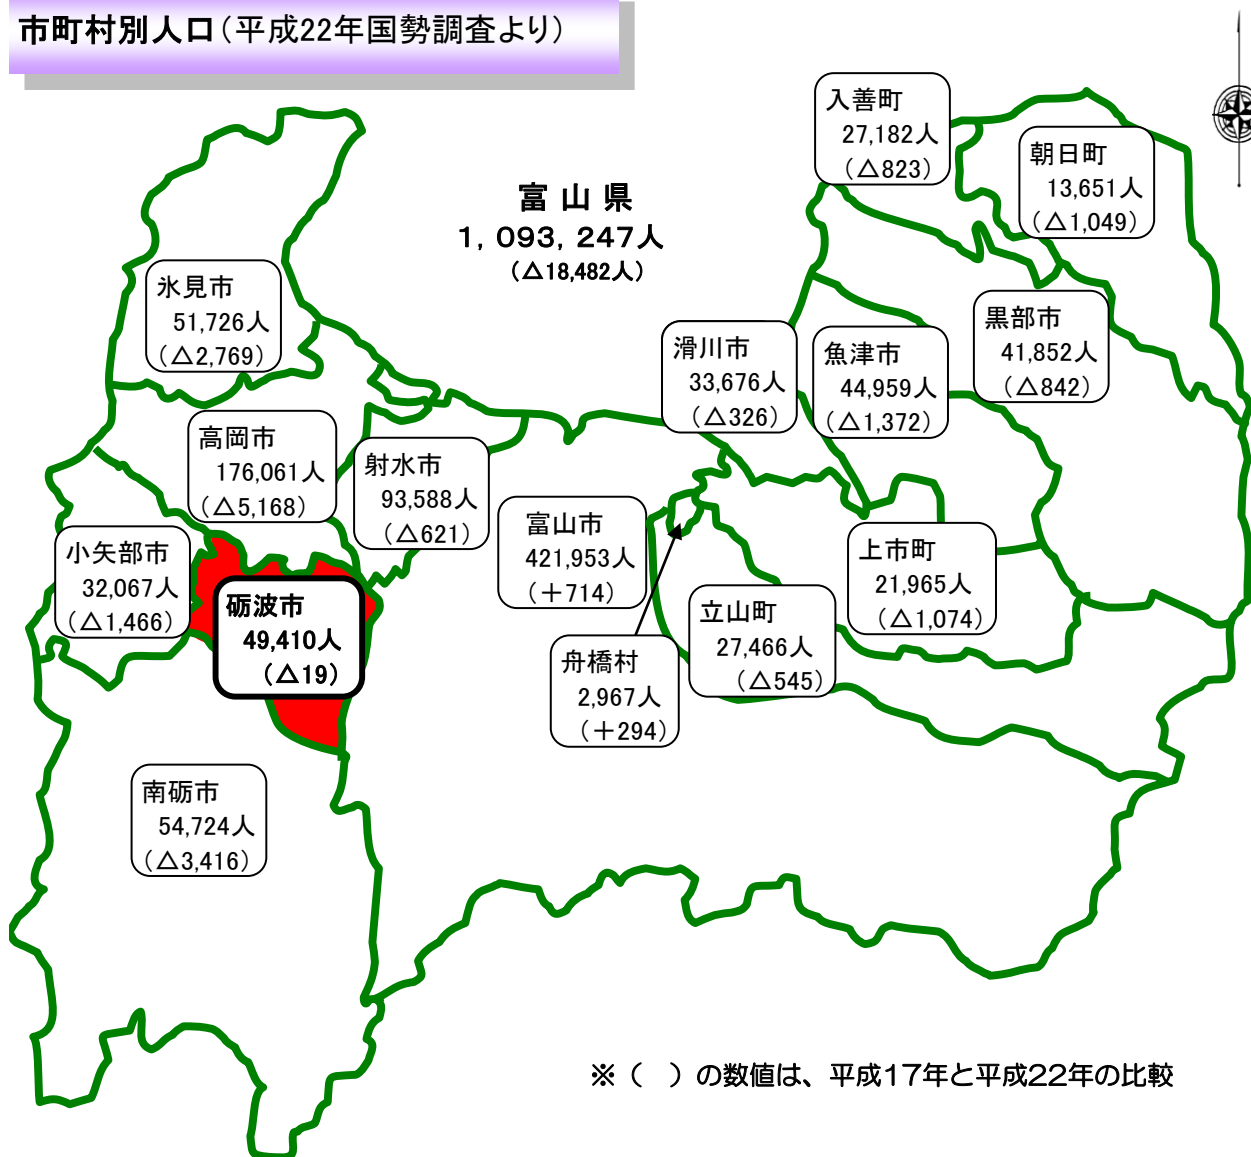 市町村別人口（平成22年国勢調査より）
富山県
1，093，247人
（△18,482人）
入善町
27,182人
（△823）
朝日町
13,651人
（△1,049）
氷見市
51,726人
（△2,769）
黒部市
41,852人
（△842）
滑川市
33,676人
（△326）
魚津市
44,959人
（△1,372）
高岡市
176,061人
（△5,168）
射水市
93,588人
（△621）
富山市
421,953人
（＋714）
小矢部市
32,067人
（△1,466）
上市町
21,965人
（△1,074）
砺波市
49,410人
（△19）
立山町
27,466人
（△545）
舟橋村
2,967人
（＋294）
南砺市
54,724人
（△3,416）
※（　）の数値は、平成17年と平成22年の比較